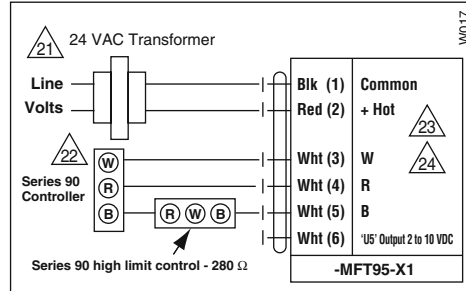 W017
21
24 VAC Transformer
Line
Volts
Blk (1) Common
Red (2) + Hot
23
22
24
Wht (3) W
Wht (4) R
Wht (5) B
Wht (6) 'U5' Output 2 to 10 VDC
W
R
B
Series 90
Controller
R W B
Series 90 high limit control - 280 Ω
-MFT95-X1